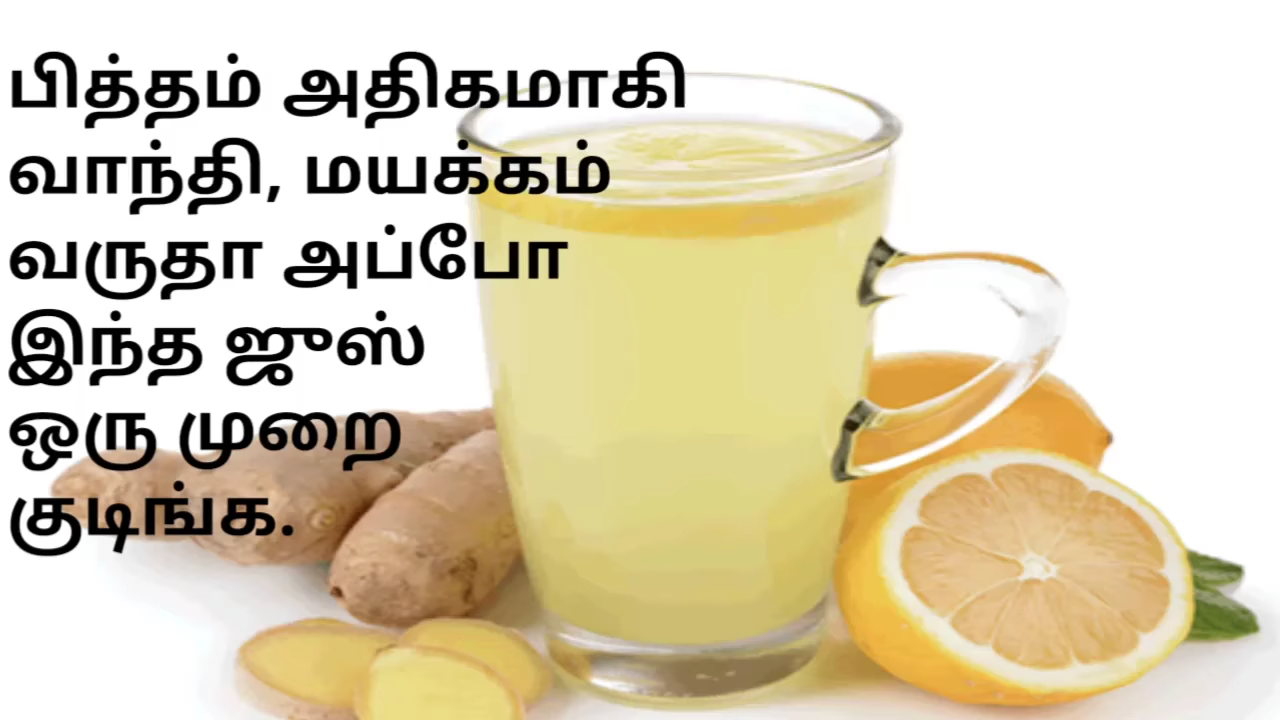 பித்தம் அதிகமாகி
வாந்தி, மயக்கம்
வருதா அப்போ
இந்த ஜுஸ்
ஒரு முறை
குடிங்க.